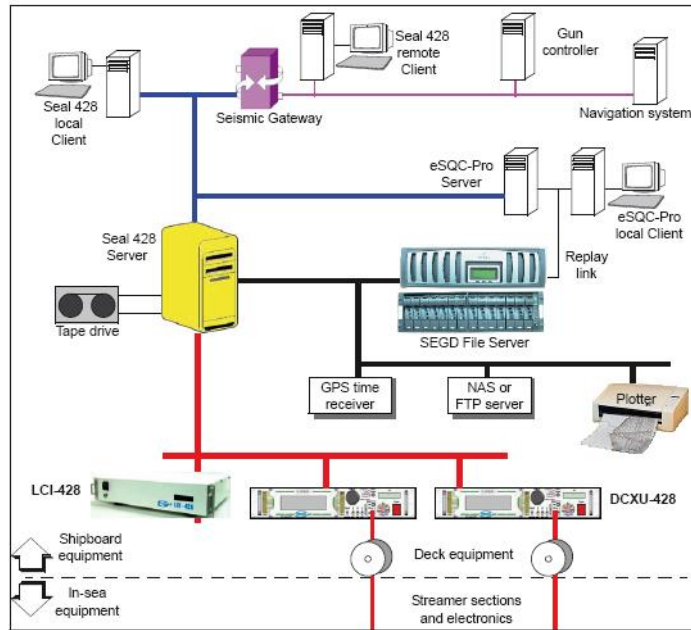 Seal 428
local
Client
Seismic Gateway
Seal 428
remote
Client
Gun
controller
Navigation system
eSQC-Pro
Server
eSQC-Pro
local Client
Seal 428
Server
Replay
link
Tape drive
SEGD File Server
GPS time
receiver
NAS or
FTP server
Plotter
LCI-428
DCXU-428
Shipboard
equipment
Deck equipment
In-sea
equipment
Streamer sections
and electronics